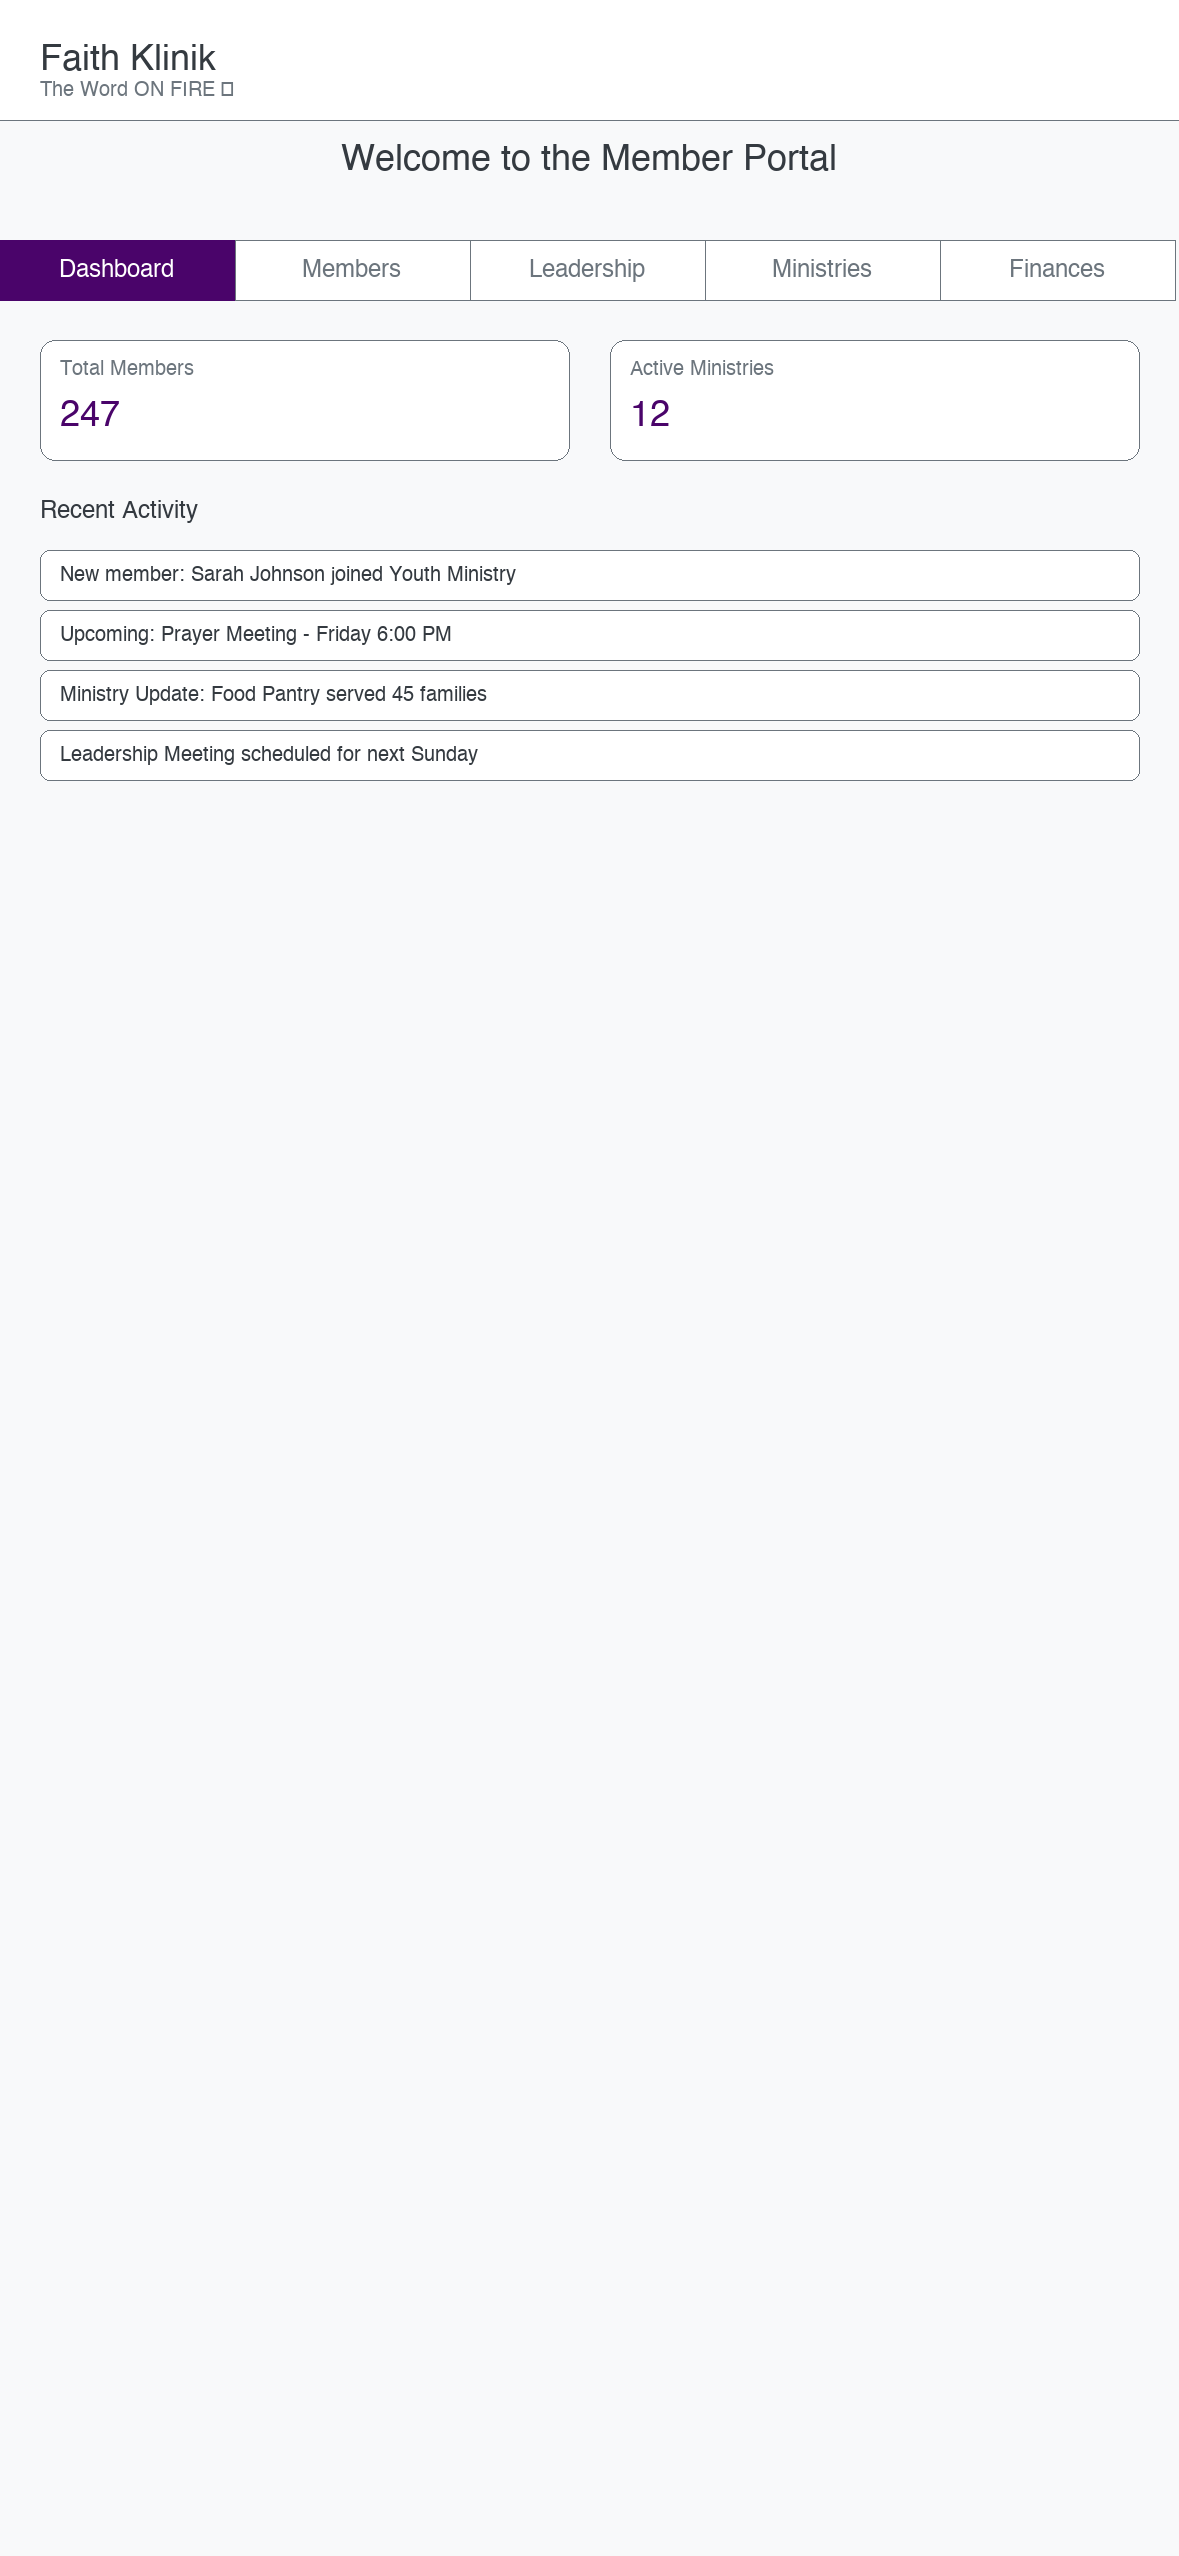 Faith Klinik
The Word ON FIRE
Welcome to the Member Portal
Dashboard
Members
Leadership
Ministries
Finances
Total Members
Active Ministries
247
12
Recent Activity
New member: Sarah Johnson joined Youth Ministry
Upcoming: Prayer Meeting - Friday 6:00 PM
Ministry Update: Food Pantry served 45 families
Leadership Meeting scheduled for next Sunday